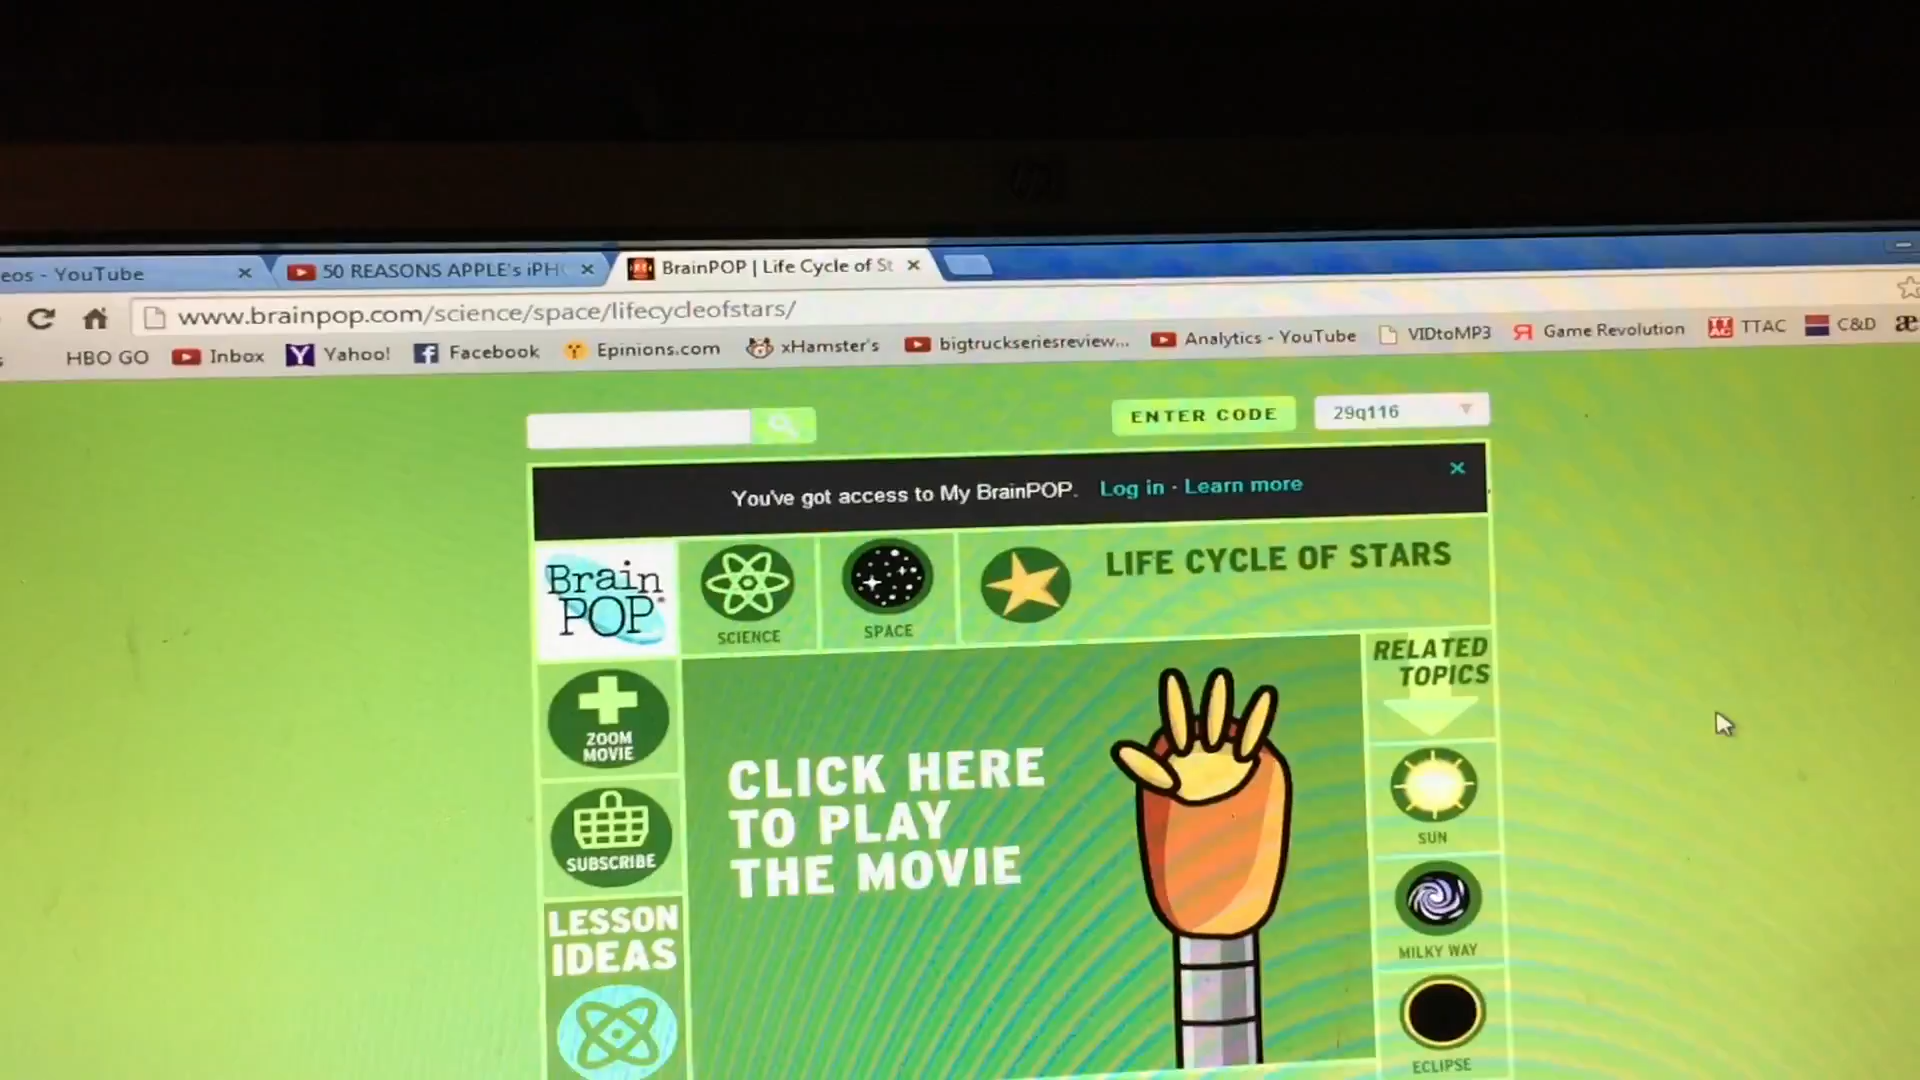 eos - YouTube
50 REASONS APPLE's iPH
BrainPOP | Life Cycle of St
www.brainpop.com/science/space/lifecycleofstars/
HBO GO Inbox Yahoo! Facebook Epinions.com xHamster's bigtruckseriesreview... Analytics - YouTube VIDtoMP3 Game Revolution TTAC C&D æ
ENTER CODE
29q116
You've got access to My BrainPOP. Log in · Learn more
Brain
POP
SCIENCE
SPACE
LIFE CYCLE OF STARS
ZOOM
MOVIE
SUBSCRIBE
LESSON
IDEAS
CLICK HERE
TO PLAY
THE MOVIE
RELATED
TOPICS
SUN
MILKY WAY
ECLIPSE